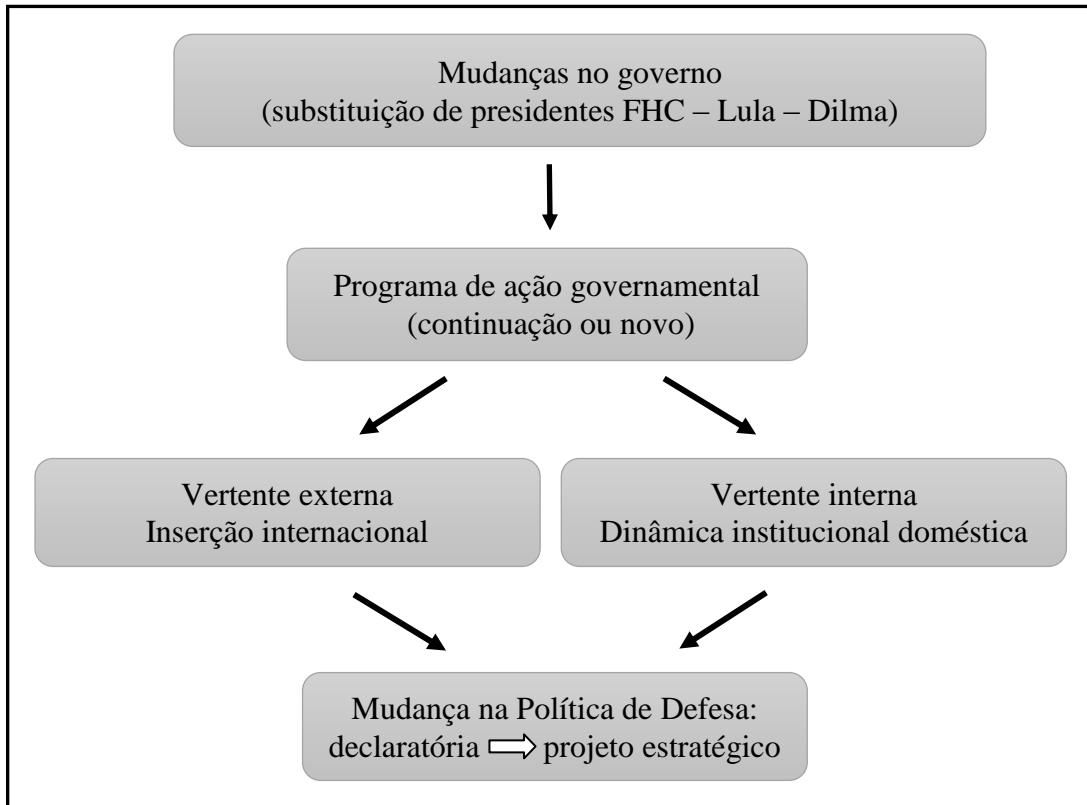 Mudanças no governo
(substituição de presidentes FHC – Lula – Dilma)
Programa de ação governamental
(continuação ou novo)
Vertente externa
Inserção internacional
Vertente interna
Dinâmica institucional doméstica
Mudança na Política de Defesa:
declaratória ⇨ projeto estratégico